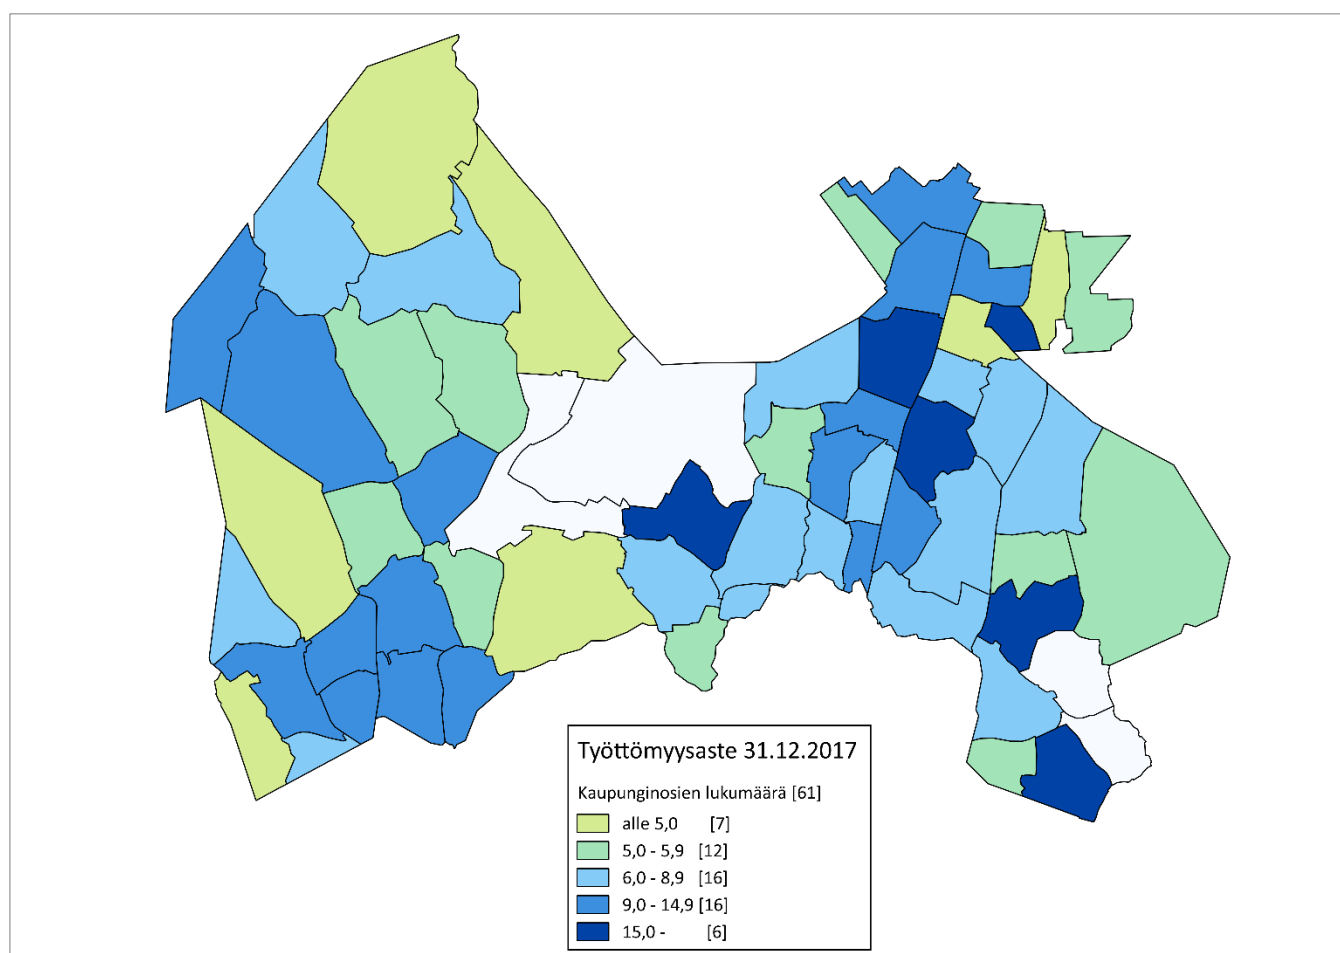 Työttömyysaste 31.12.2017
Kaupunginosien lukumäärä [61]
alle 5,0 [7]
5,0 - 5,9 [12]
6,0 - 8,9 [16]
9,0 - 14,9 [16]
15,0 - [6]